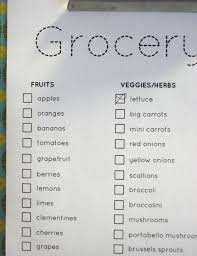 Grocery
FRUITS
apples
oranges
bananas
tomatoes
grapefruit
berries
lemons
limes
clementines
cherries
grapes
VEGGIES/HERBS
lettuce
big carrots
mini carrots
red onions
yellow onions
scallions
broccoli
broccolini
mushrooms
portobello mushrooms
brussels sprouts